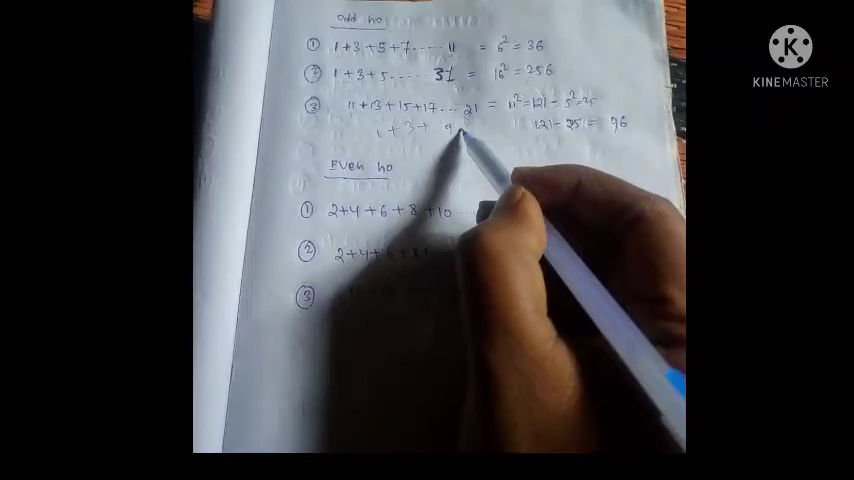 Odd no
① 1+3+5+7..... 11 = 6² = 36
② 1+3+5...... 31 = 16² = 256
③ 11+13+15+17... 21 = 11² = 121 - 5² = 25
1+3+ 9 121 - 25 = 96
Even no
① 2+4+6+8+10 ...
② 2+4+6+8+
③
K
KINEMASTER